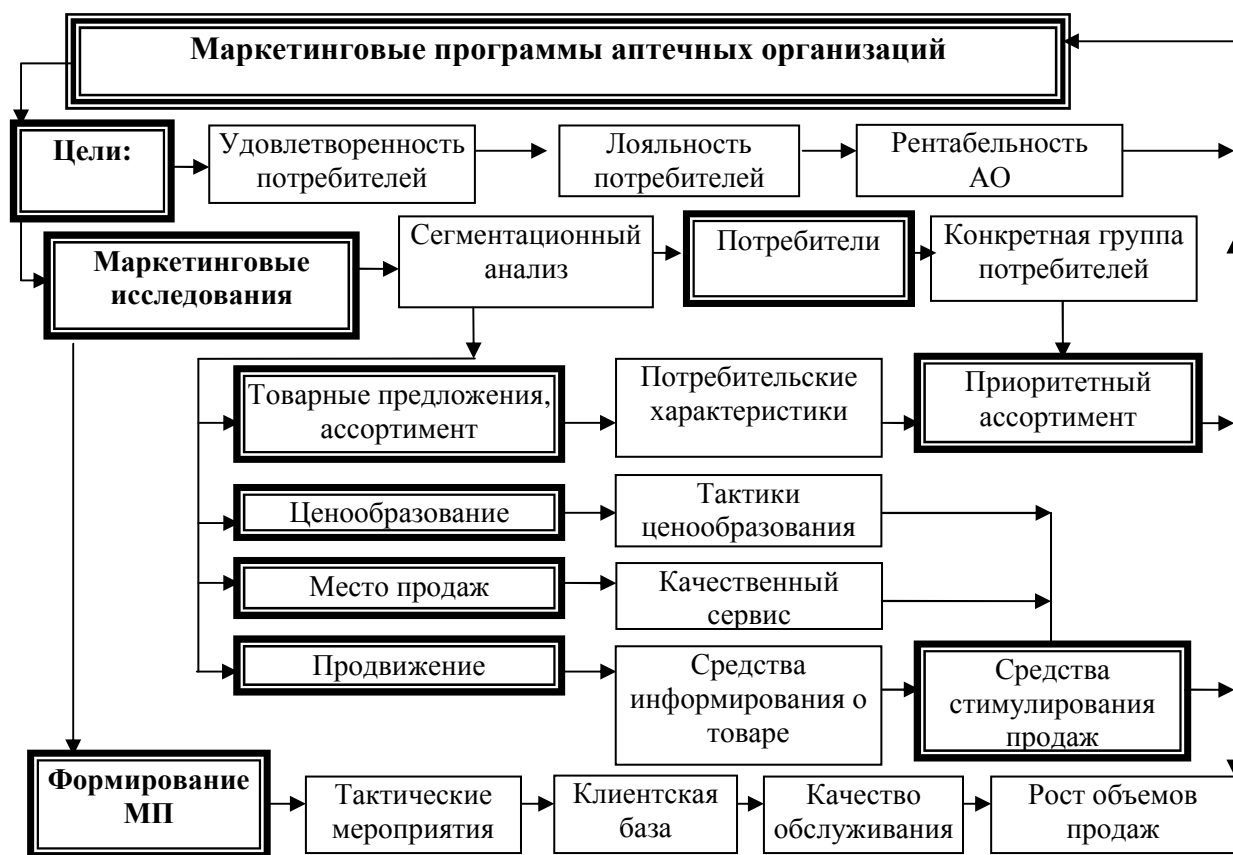 Маркетинговые программы аптечных организаций
Цели:
Удовлетворенность
потребителей
Лояльность
потребителей
Рентабельность
АО
Маркетинговые
исследования
Сегментационный
анализ
Потребители
Конкретная группа
потребителей
Товарные предложения,
ассортимент
Потребительские
характеристики
Приоритетный
ассортимент
Ценообразование
Тактики
ценообразования
Место продаж
Качественный
сервис
Продвижение
Средства
информирования о
товаре
Средства
стимулирования
продаж
Формирование
МП
Тактические
мероприятия
Клиентская
база
Качество
обслуживания
Рост объемов
продаж